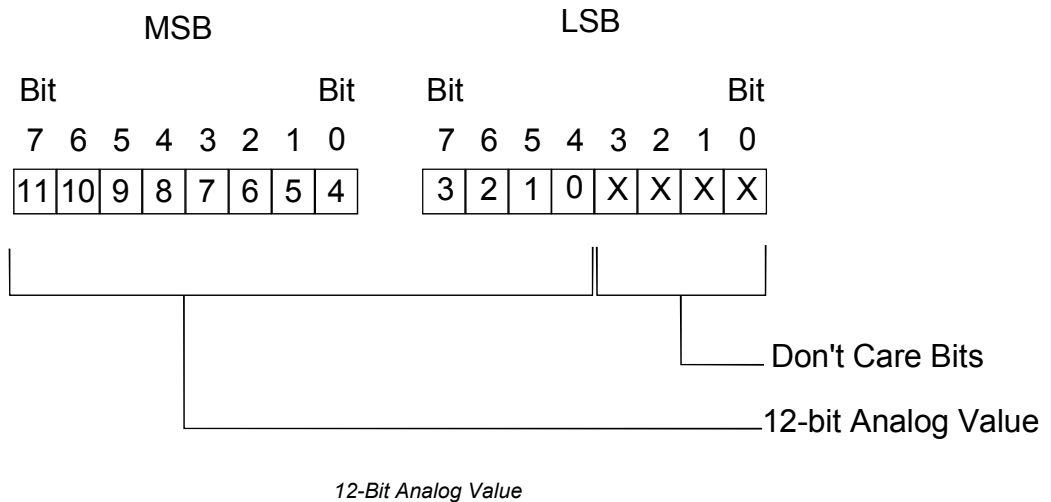 MSB LSB
Bit Bit Bit Bit
7 6 5 4 3 2 1 0 7 6 5 4 3 2 1 0
11 10 9 8 7 6 5 4 3 2 1 0 X X X X
Don't Care Bits
12-bit Analog Value
12-Bit Analog Value